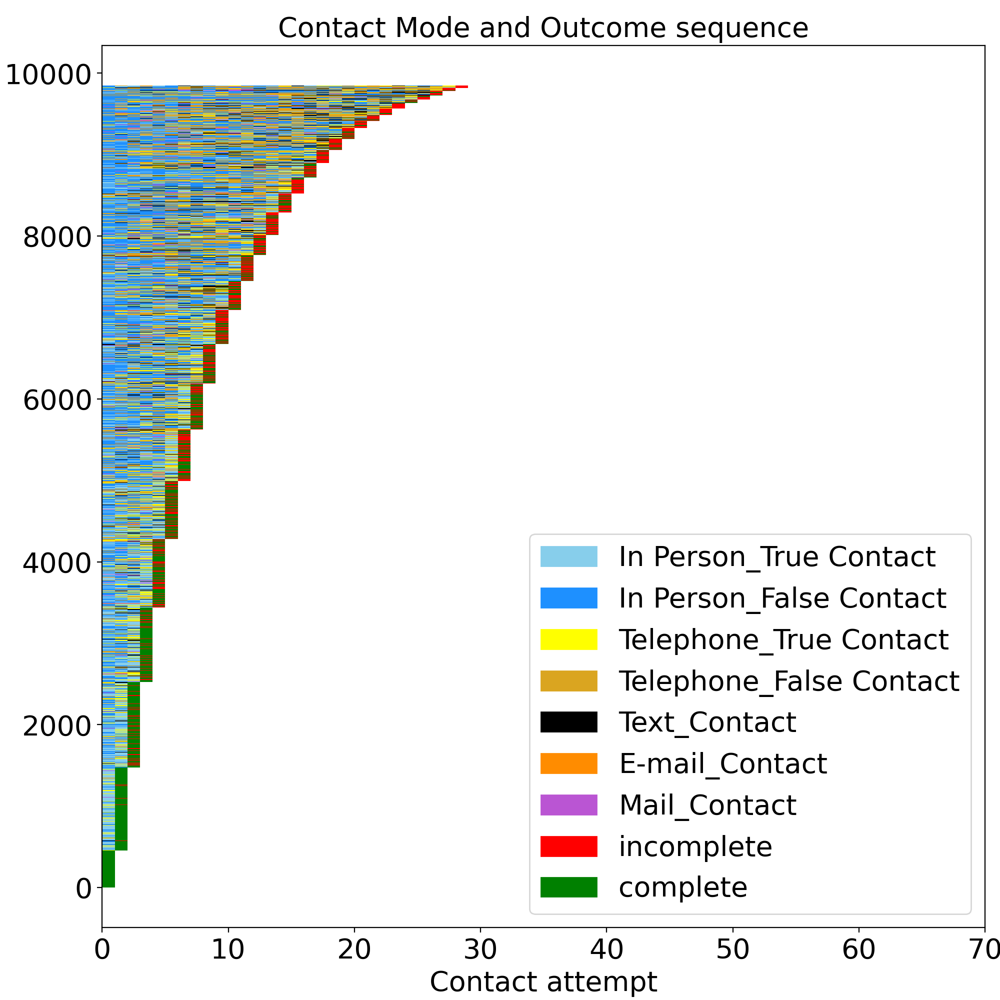 Contact Mode and Outcome sequence
10000
8000
6000
4000
2000
0
In Person_True Contact
In Person_False Contact
Telephone_True Contact
Telephone_False Contact
Text_Contact
E-mail_Contact
Mail_Contact
incomplete
complete
0 10 20 30 40 50 60 70
Contact attempt